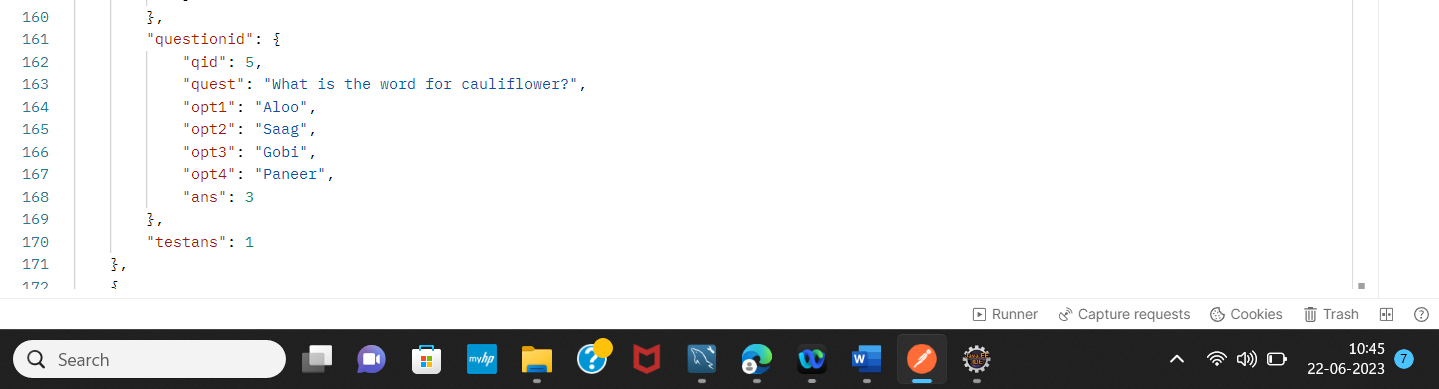 160 },
161 "questionid": {
162 "qid": 5,
163 "quest": "What is the word for cauliflower?",
164 "opt1": "Aloo",
165 "opt2": "Saag",
166 "opt3": "Gobi",
167 "opt4": "Paneer",
168 "ans": 3
169 },
170 "testans": 1
171 },
172 {
Runner Capture requests Cookies Trash
Search
myhp
W
10:45
22-06-2023
7